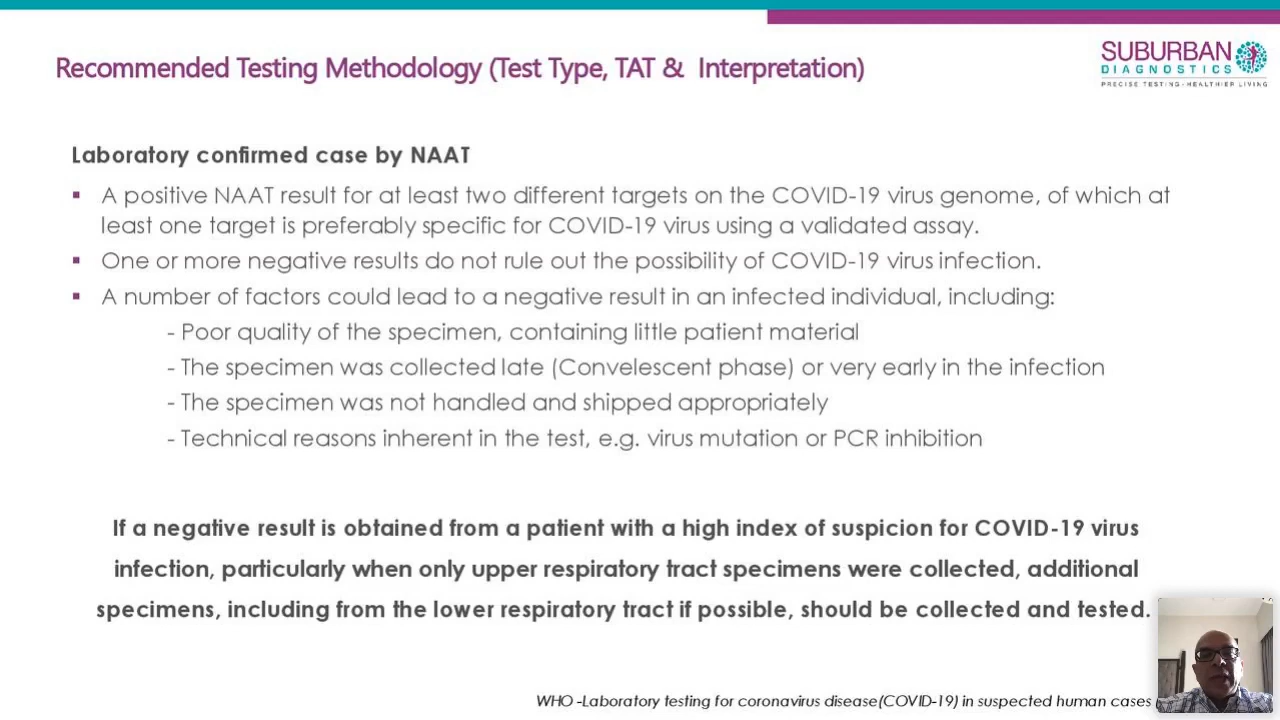 Recommended Testing Methodology (Test Type, TAT & Interpretation)
SUBURBAN
DIAGNOSTICS
PRECISE TESTING-HEALTHIER LIVING
Laboratory confirmed case by NAAT
▪ A positive NAAT result for at least two different targets on the COVID-19 virus genome, of which at
least one target is preferably specific for COVID-19 virus using a validated assay.
▪ One or more negative results do not rule out the possibility of COVID-19 virus infection.
▪ A number of factors could lead to a negative result in an infected individual, including:
- Poor quality of the specimen, containing little patient material
- The specimen was collected late (Convelescent phase) or very early in the infection
- The specimen was not handled and shipped appropriately
- Technical reasons inherent in the test, e.g. virus mutation or PCR inhibition
If a negative result is obtained from a patient with a high index of suspicion for COVID-19 virus
infection, particularly when only upper respiratory tract specimens were collected, additional
specimens, including from the lower respiratory tract if possible, should be collected and tested.
WHO -Laboratory testing for coronavirus disease(COVID-19) in suspected human cases